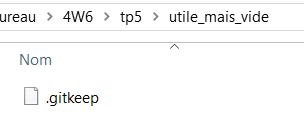 ureau > 4W6 > tp5 > utile_mais_vide
Nom
.gitkeep